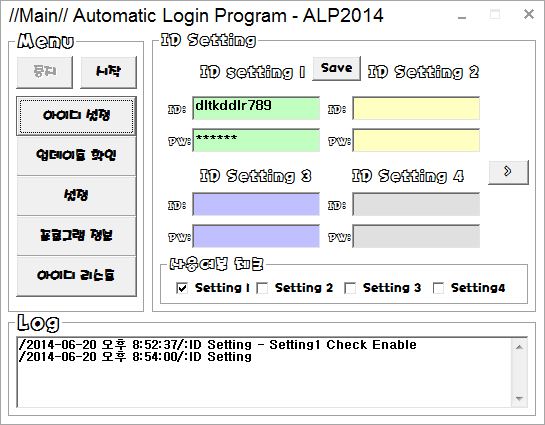 //Main// Automatic Login Program - ALP2014
Menu
중지
시작
아이디 설정
업데이트 확인
설정
프로그램 정보
아이디 리스트
ID Setting
ID setting 1
Save
ID Setting 2
ID:
dltkddlr789
ID:
PW:
******
PW:
>
ID Setting 3
ID Setting 4
ID:
ID:
PW:
PW:
사용여부 체크
Setting 1
Setting 2
Setting 3
Setting4
Log
/2014-06-20 오후 8:52:37/:ID Setting - Setting1 Check Enable
/2014-06-20 오후 8:54:00/:ID Setting